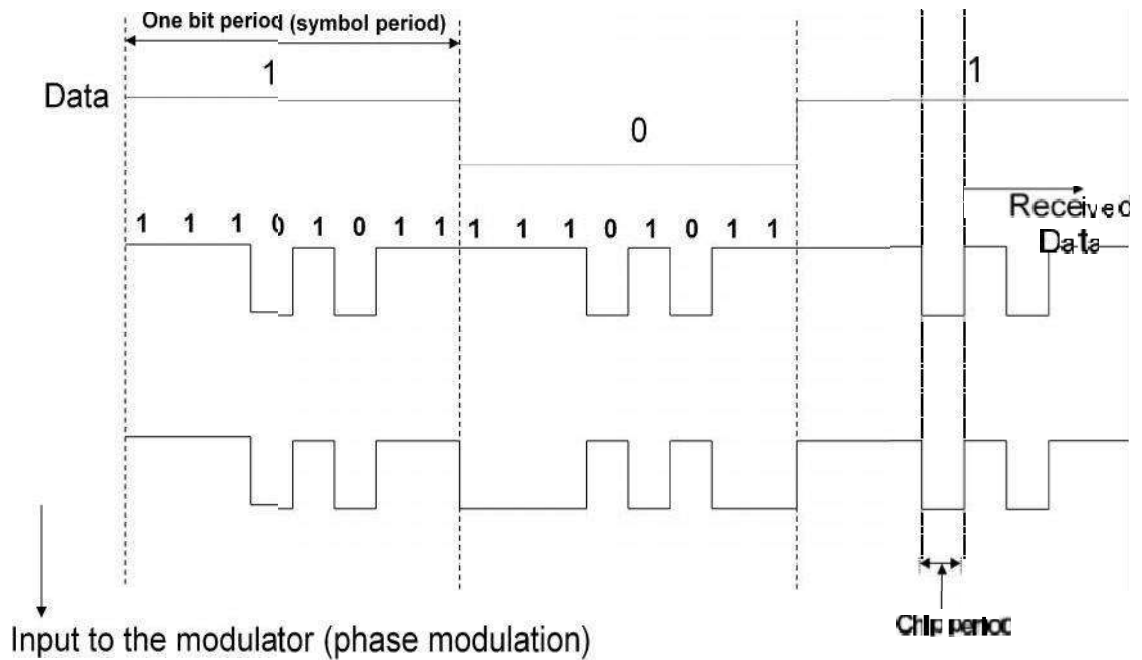 One bit period (symbol period)
1
1
Data
0
Received
Data
1 1 1 0 1 0 1 1 1 1 1 0 1 0 1 1
Chip period
Input to the modulator (phase modulation)